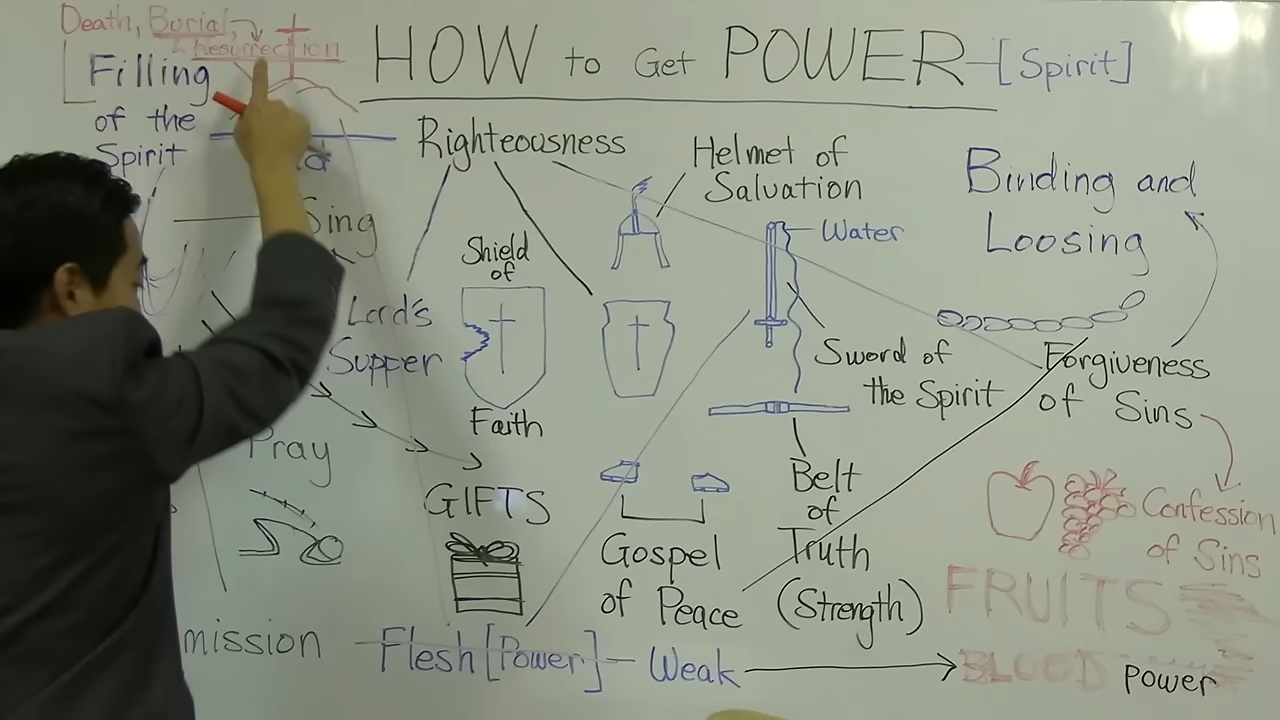 Death, Burial,
& Resurrection
HOW to Get POWER-[Spirit]
Filling
of the
Spirit
Righteousness
Helmet of
Salvation
Binding and
Loosing
Sing
Water
Shield
of
Faith
Lord's
Supper
Sword of
the Spirit
Forgiveness
of Sins
Pray
GIFTS
Belt
of
Truth
(Strength)
Gospel
of Peace
Confession
of Sins
FRUITS
mission
Flesh [Power] - Weak
BLOOD
Power